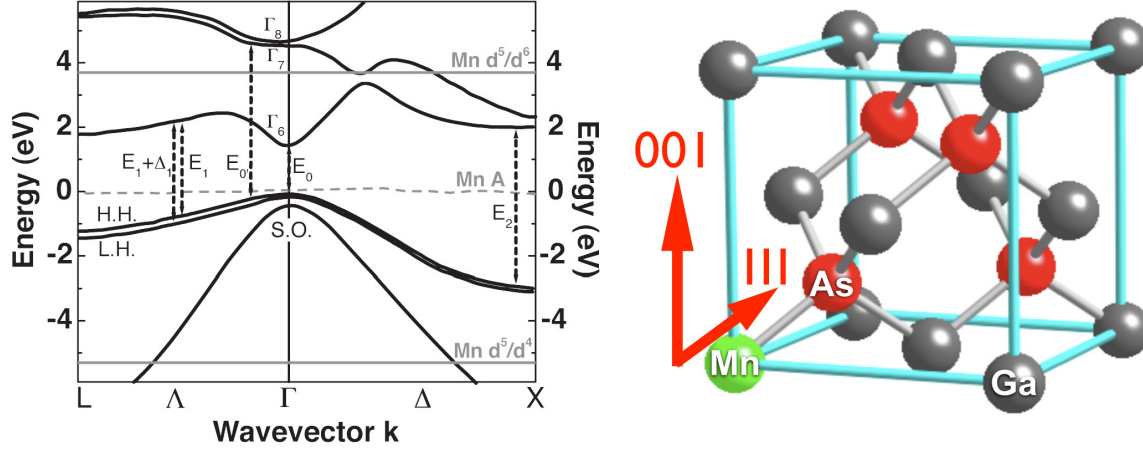 Energy (eV)
4
2
0
-2
-4
Γ₈
Γ₇
Γ₆
Mn d⁵/d⁶
E₁+Δ₁
E₁
E₀'
E₀
Mn A
E₂
H.H.
L.H.
S.O.
Mn d⁵/d⁴
4
2
0
-2
-4
Energy (eV)
L
Λ
Γ
Δ
X
Wavevector k
001
111
As
Mn
Ga